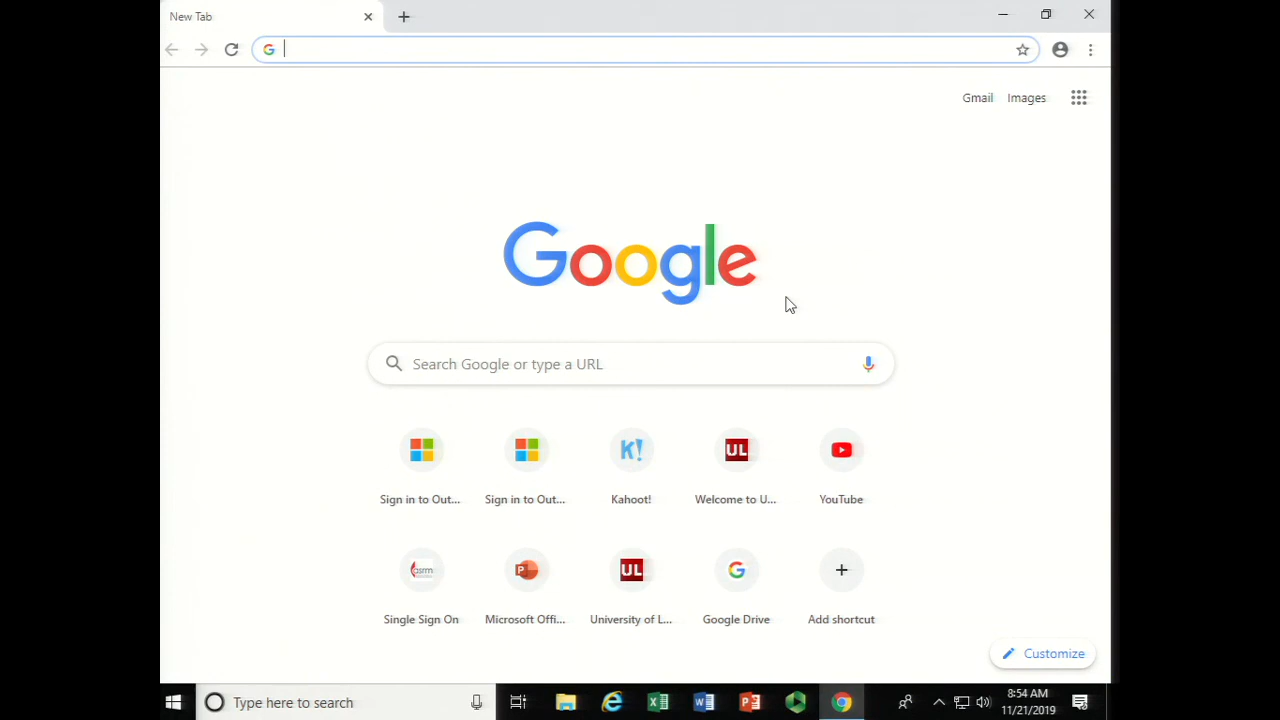 New Tab
Gmail Images
Google
Search Google or type a URL
Sign in to Out... Sign in to Out... Kahoot! Welcome to U... YouTube
Single Sign On Microsoft Offi... University of L... Google Drive Add shortcut
Customize
Type here to search
8:54 AM
11/21/2019
K!
UL
asrm
P
UL